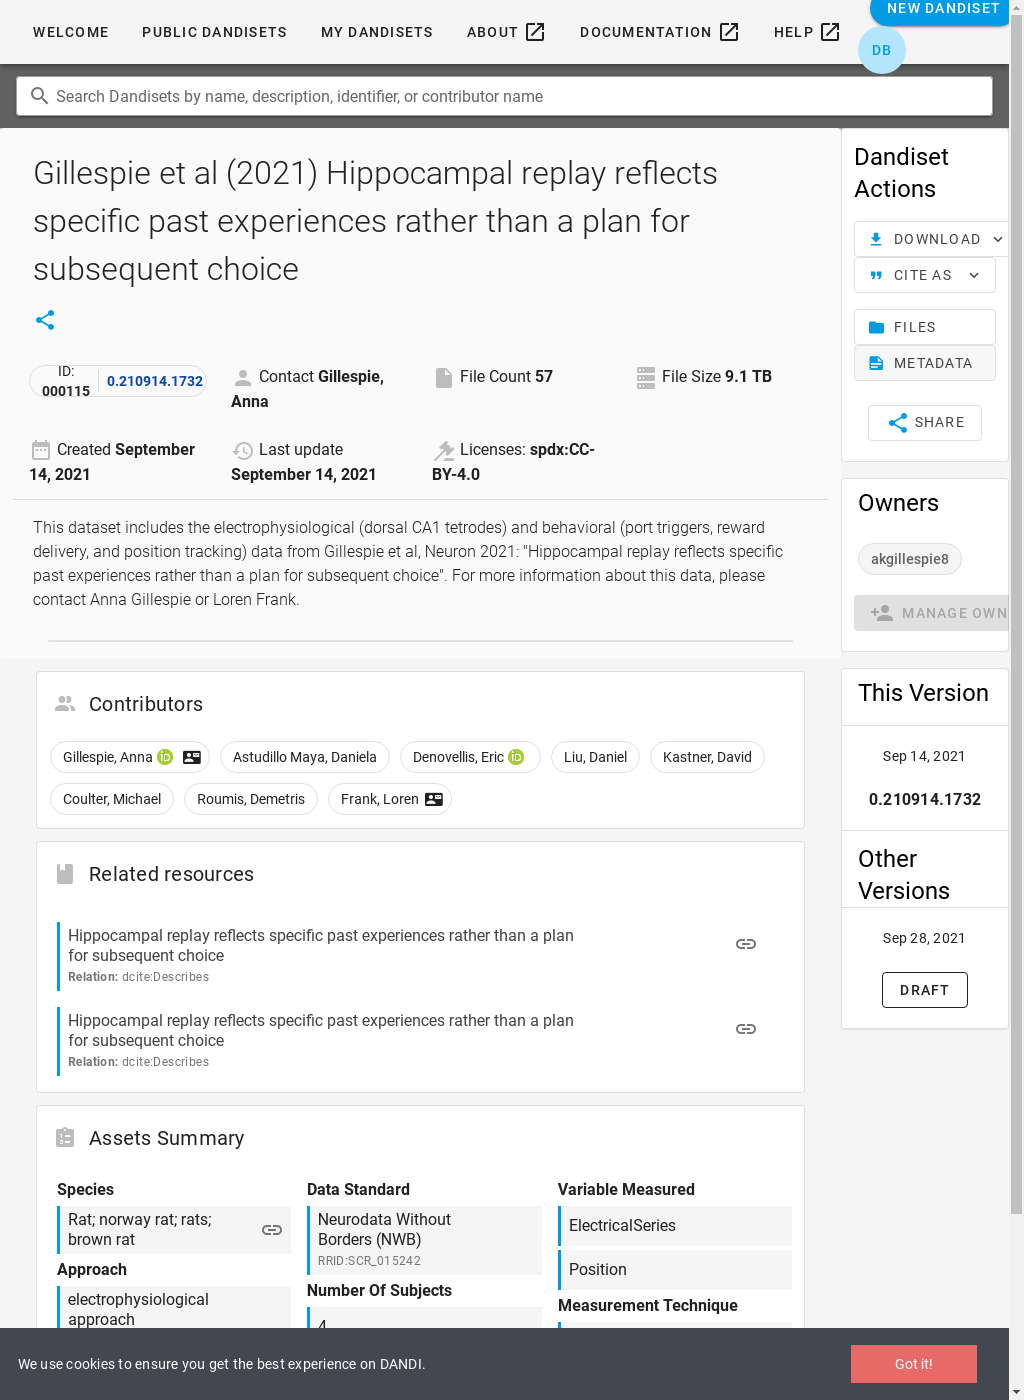 WELCOME
PUBLIC DANDISETS
MY DANDISETS
ABOUT
DOCUMENTATION
HELP
NEW DANDISET
DB
Search Dandisets by name, description, identifier, or contributor name
Gillespie et al (2021) Hippocampal replay reflects
specific past experiences rather than a plan for
subsequent choice
ID:
000115
0.210914.1732
Contact Gillespie,
Anna
File Count 57
File Size 9.1 TB
Created September
14, 2021
Last update
September 14, 2021
Licenses: spdx:CC-
BY-4.0
This dataset includes the electrophysiological (dorsal CA1 tetrodes) and behavioral (port triggers, reward
delivery, and position tracking) data from Gillespie et al, Neuron 2021: "Hippocampal replay reflects specific
past experiences rather than a plan for subsequent choice". For more information about this data, please
contact Anna Gillespie or Loren Frank.
Contributors
Gillespie, Anna iD
Astudillo Maya, Daniela
Denovellis, Eric iD
Liu, Daniel
Kastner, David
Coulter, Michael
Roumis, Demetris
Frank, Loren
Related resources
Hippocampal replay reflects specific past experiences rather than a plan
for subsequent choice
Relation: dcite:Describes
Hippocampal replay reflects specific past experiences rather than a plan
for subsequent choice
Relation: dcite:Describes
Assets Summary
Species
Rat; norway rat; rats;
brown rat
Approach
electrophysiological
approach
Data Standard
Neurodata Without
Borders (NWB)
RRID:SCR_015242
Number Of Subjects
4
Variable Measured
ElectricalSeries
Position
Measurement Technique
Dandiset
Actions
DOWNLOAD
CITE AS
FILES
METADATA
SHARE
Owners
akgillespie8
MANAGE OWN
This Version
Sep 14, 2021
0.210914.1732
Other
Versions
Sep 28, 2021
DRAFT
We use cookies to ensure you get the best experience on DANDI.
Got it!